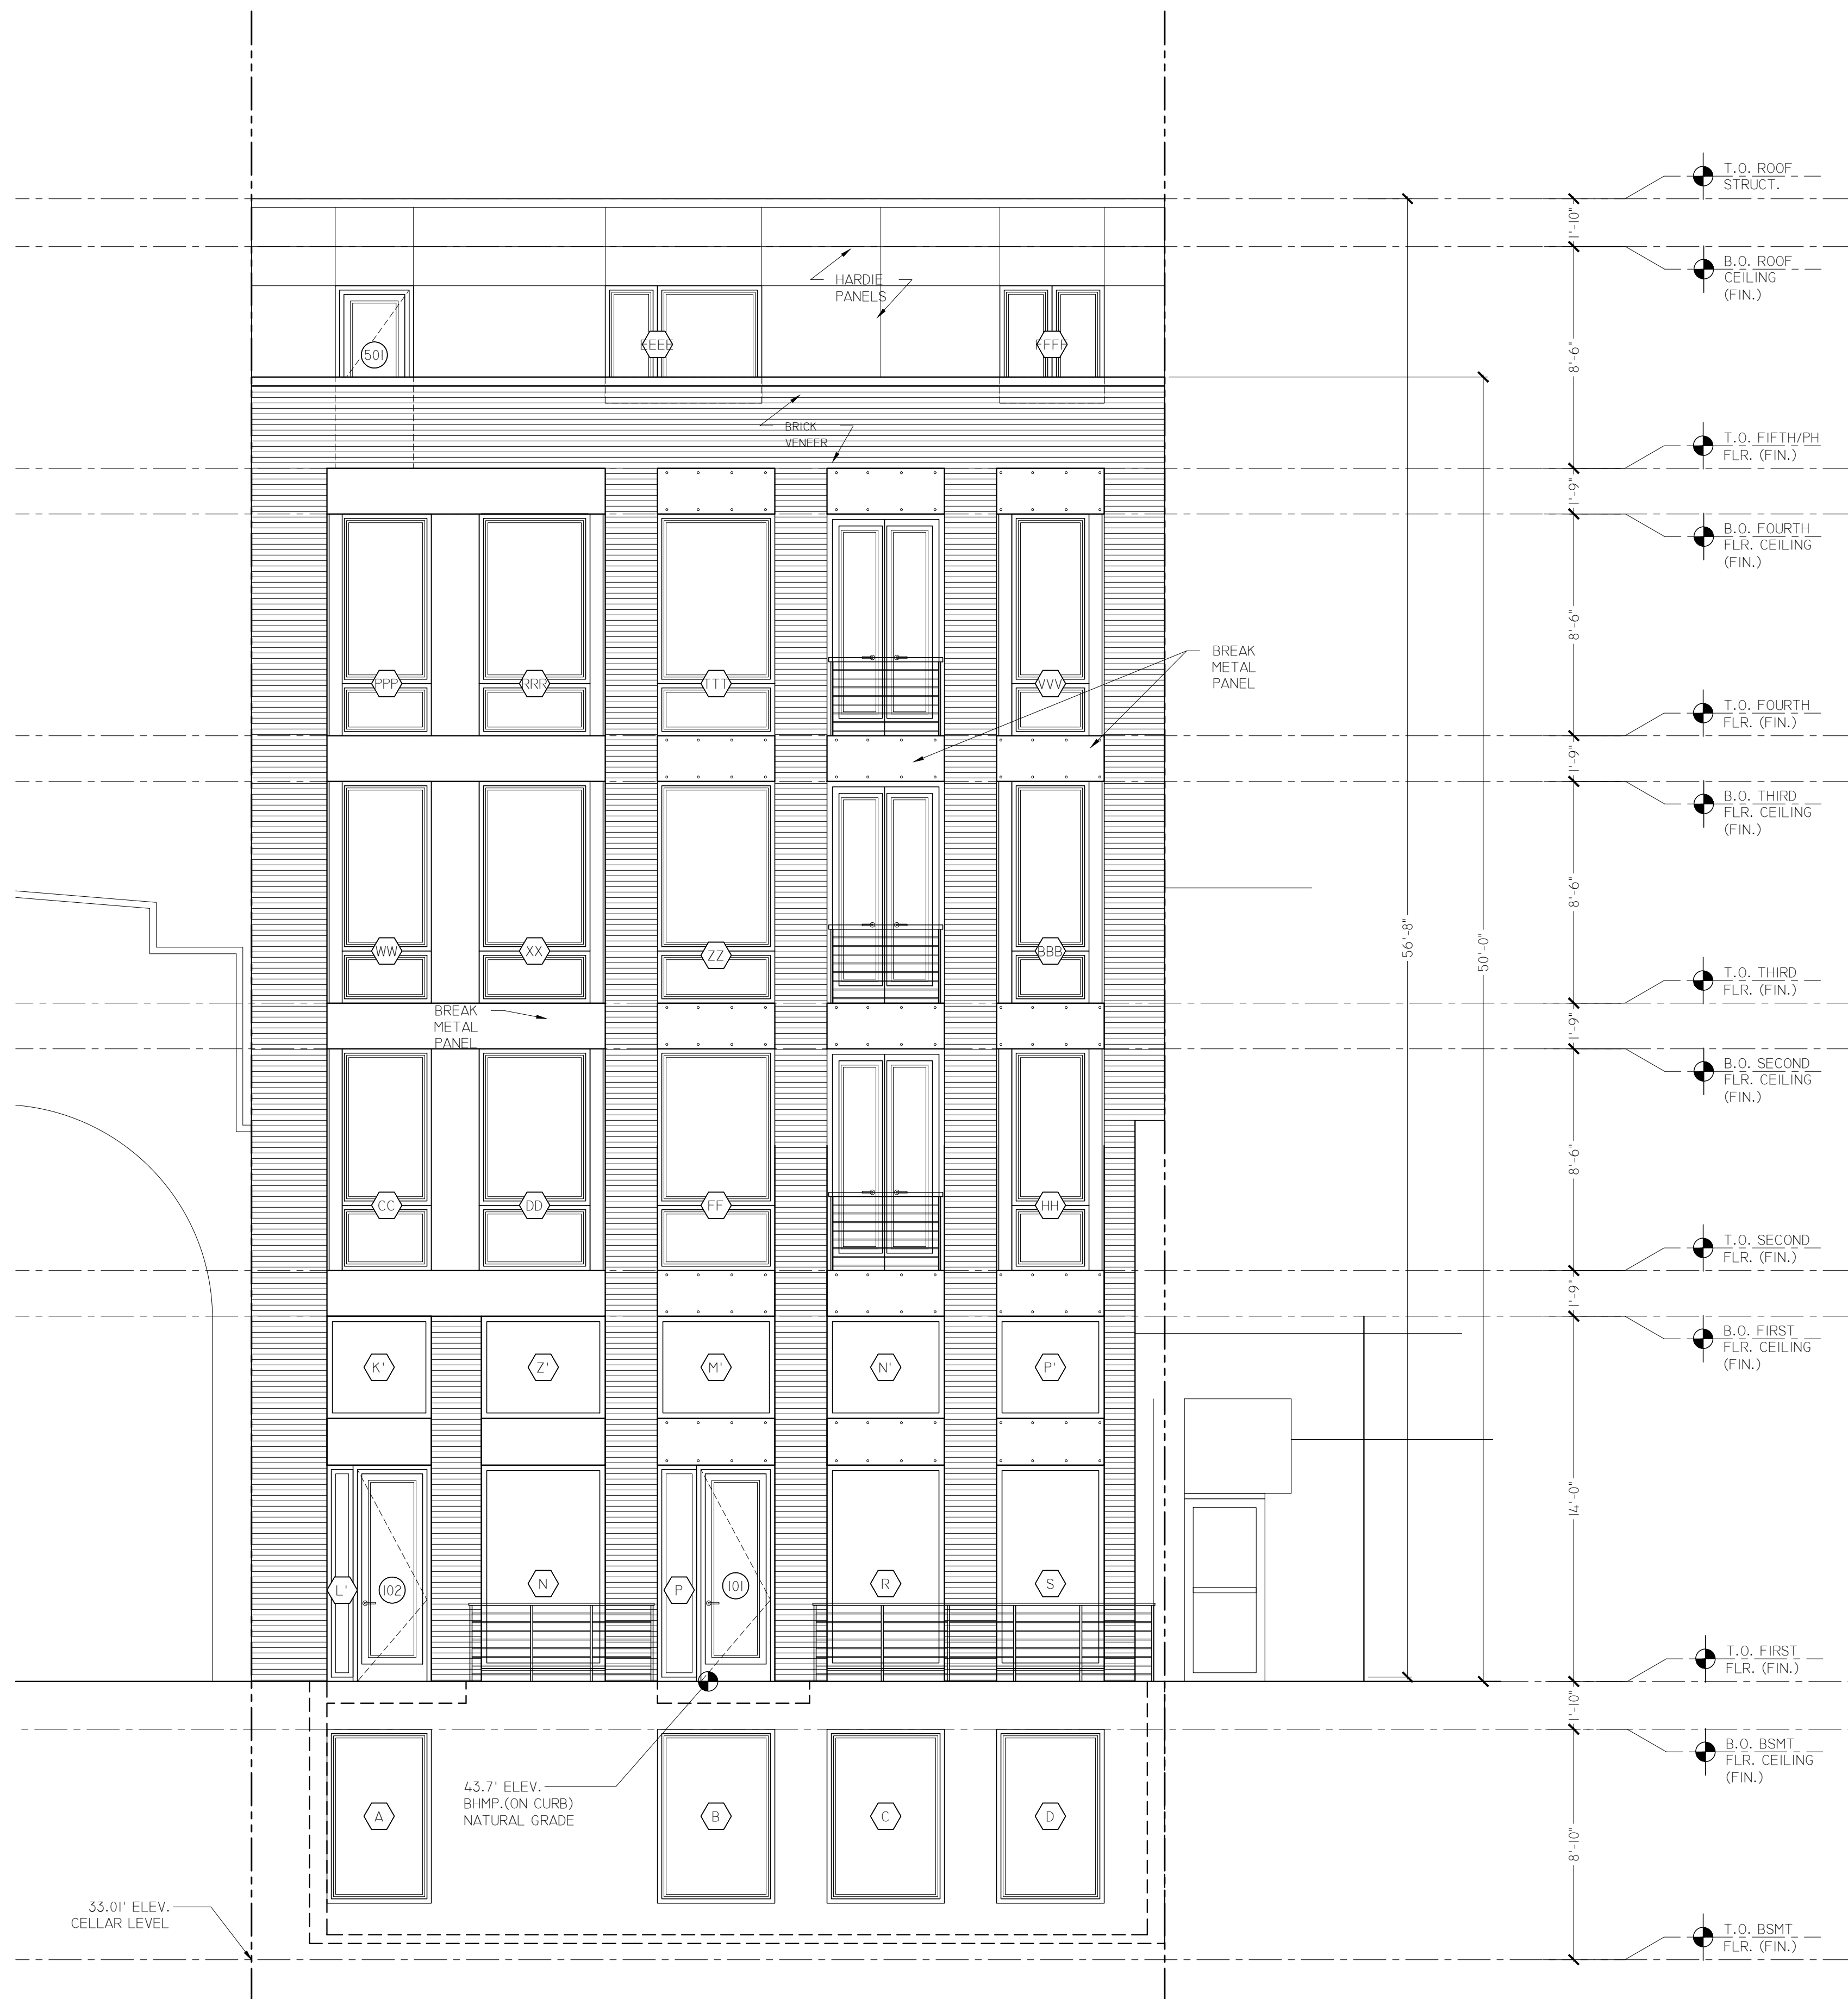 T.O. ROOF
STRUCT.
1'-10"
B.O. ROOF
CEILING
(FIN.)
HARDIE
PANELS
501
EEEE
FFFF
8'-6"
BRICK
VENEER
T.O. FIFTH/PH
FLR. (FIN.)
1'-9"
B.O. FOURTH
FLR. CEILING
(FIN.)
8'-6"
BREAK
METAL
PANEL
PPP
RRR
TTT
VVV
T.O. FOURTH
FLR. (FIN.)
1'-9"
B.O. THIRD
FLR. CEILING
(FIN.)
8'-6"
56'-8"
50'-0"
WW
XX
ZZ
BBB
T.O. THIRD
FLR. (FIN.)
BREAK
METAL
PANEL
1'-9"
B.O. SECOND
FLR. CEILING
(FIN.)
8'-6"
CC
DD
FF
HH
T.O. SECOND
FLR. (FIN.)
1'-9"
B.O. FIRST
FLR. CEILING
(FIN.)
K'
Z'
M'
N'
P'
14'-0"
L'
102
N
P
101
R
S
T.O. FIRST
FLR. (FIN.)
1'-10"
B.O. BSMT
FLR. CEILING
(FIN.)
43.7' ELEV.
BHMP.(ON CURB)
NATURAL GRADE
A
B
C
D
8'-10"
33.01' ELEV.
CELLAR LEVEL
T.O. BSMT
FLR. (FIN.)